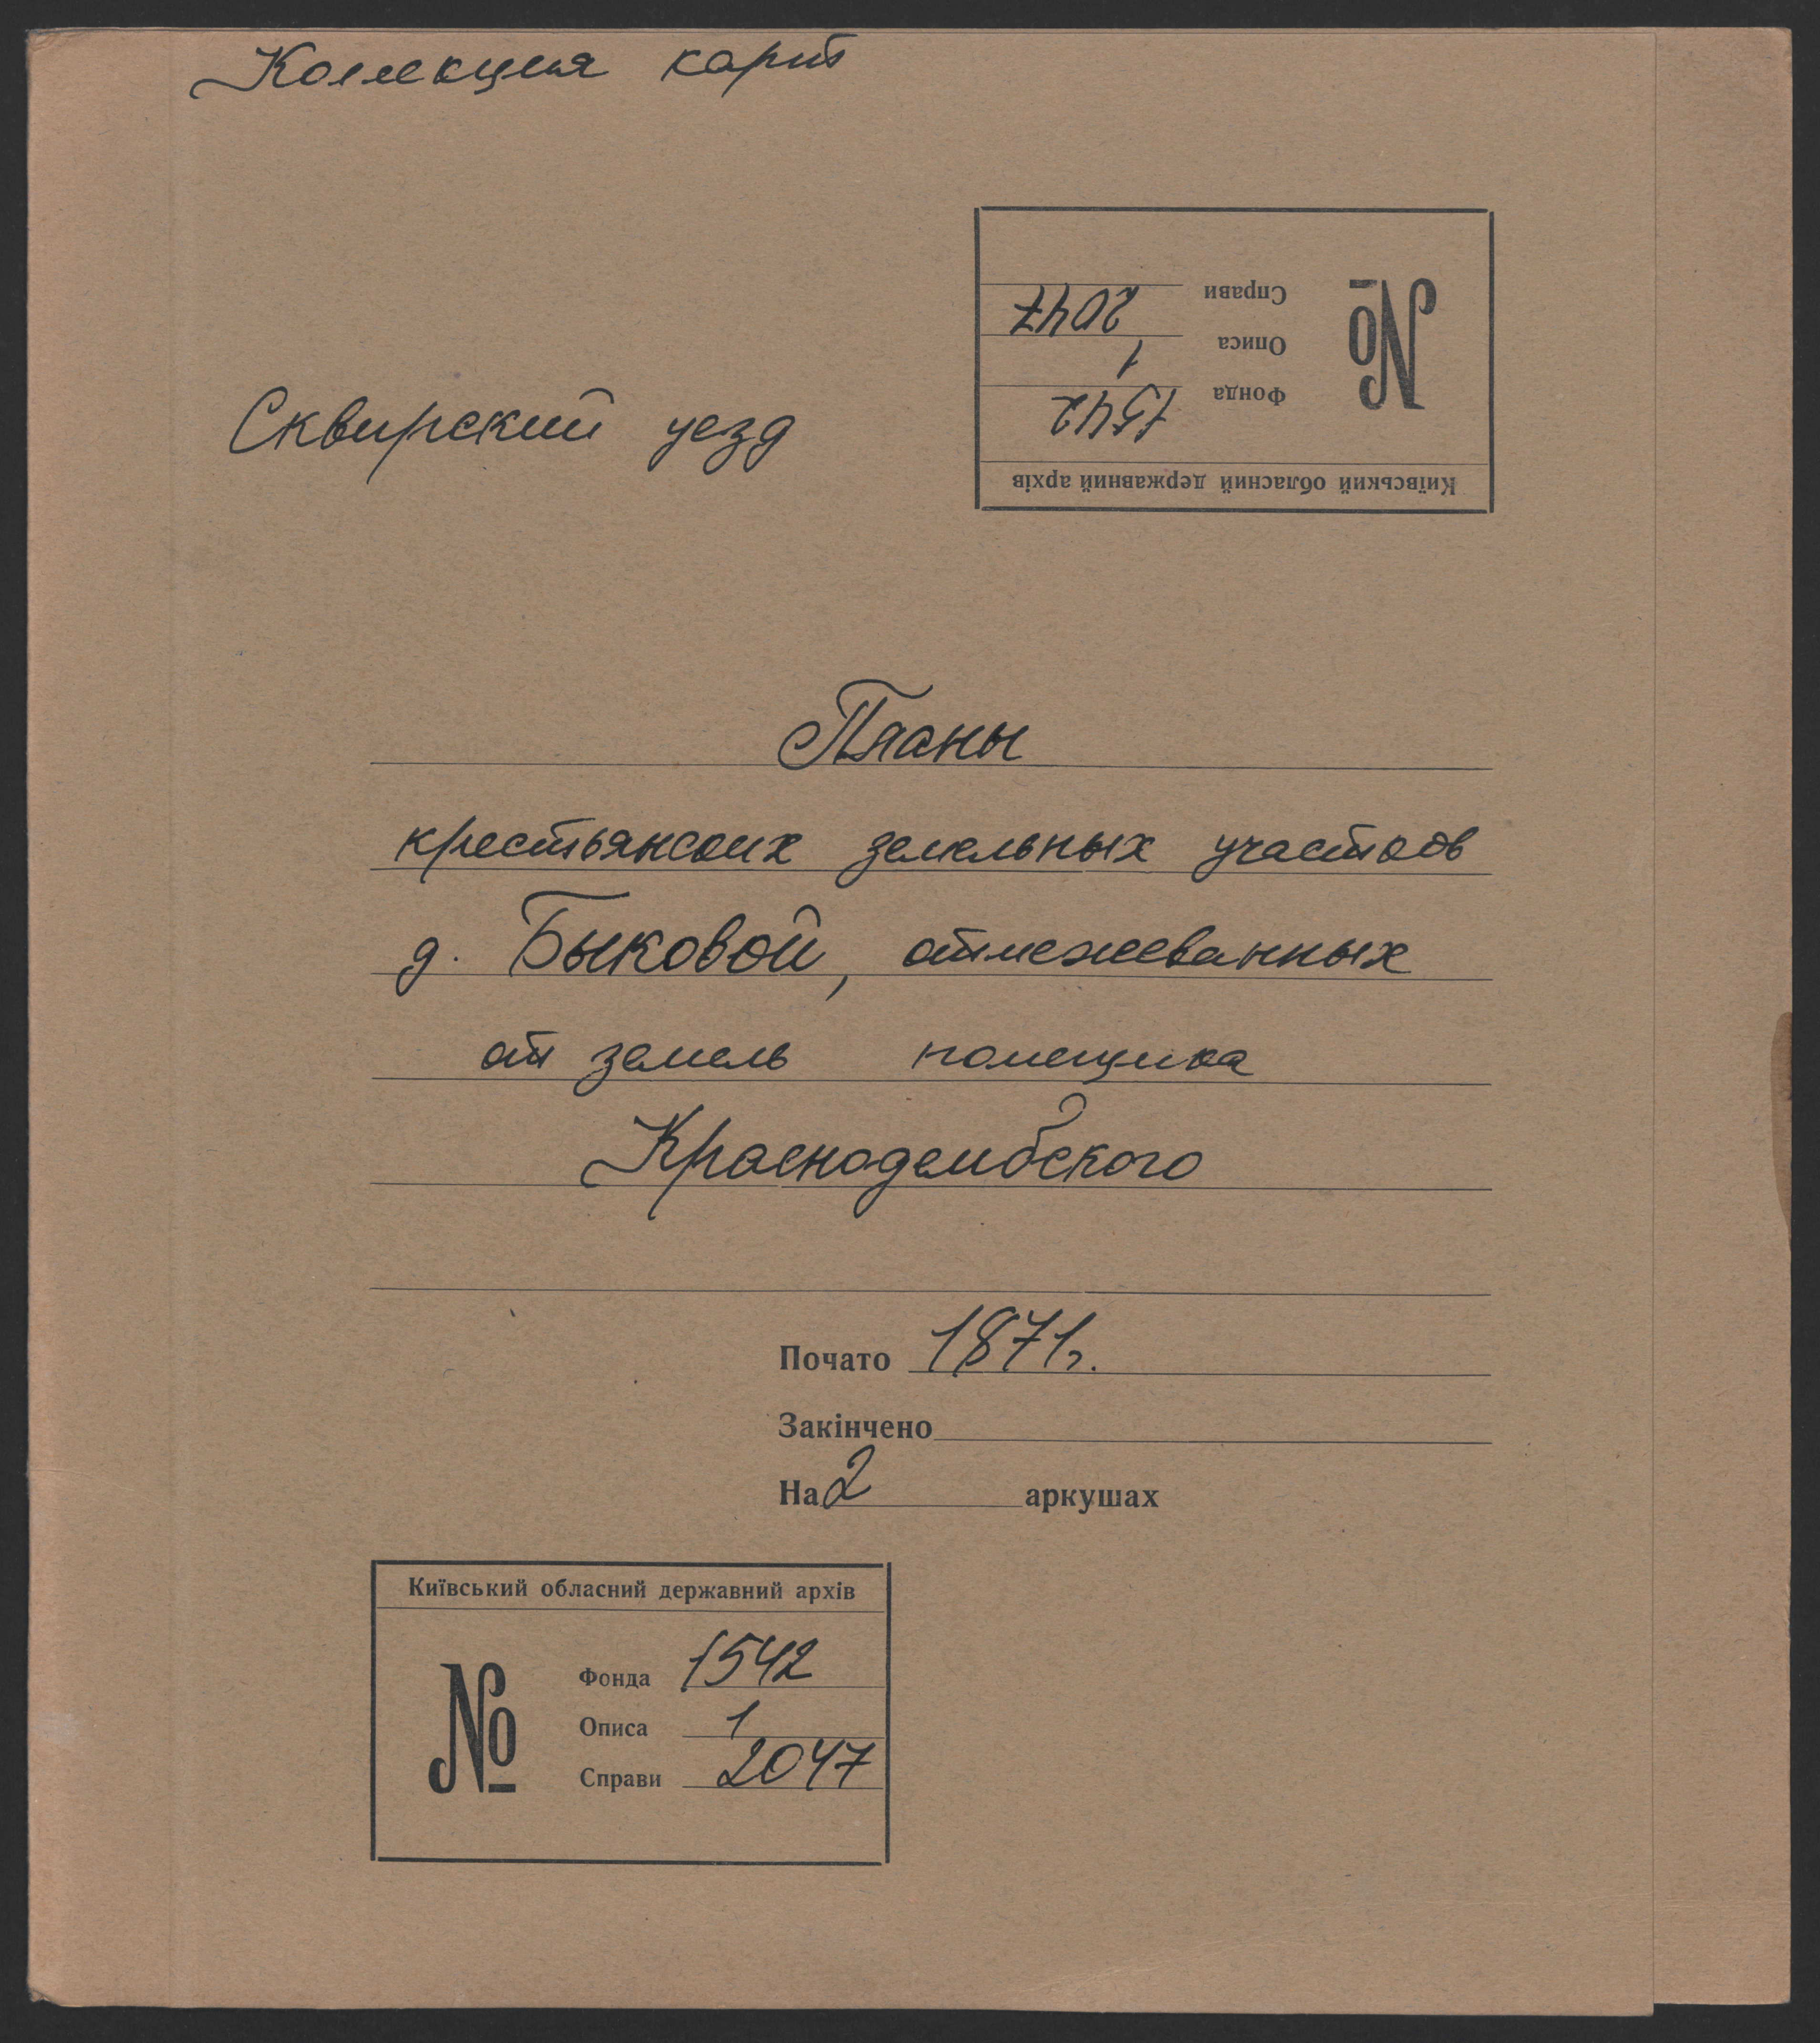 Коллекция карт
Справи 2047
Описа 1
Фонда 1542
№
Київський обласний державний архів
Сквирский уезд
Планы
крестьянских земельных участков
д. Быковой, отмежеванных
от земель помещика
Красподембского
Почато 1871г.
Закінчено
На 2 аркушах
Київський обласний державний архів
№
Фонда 1542
Описа 1
Справи 2047